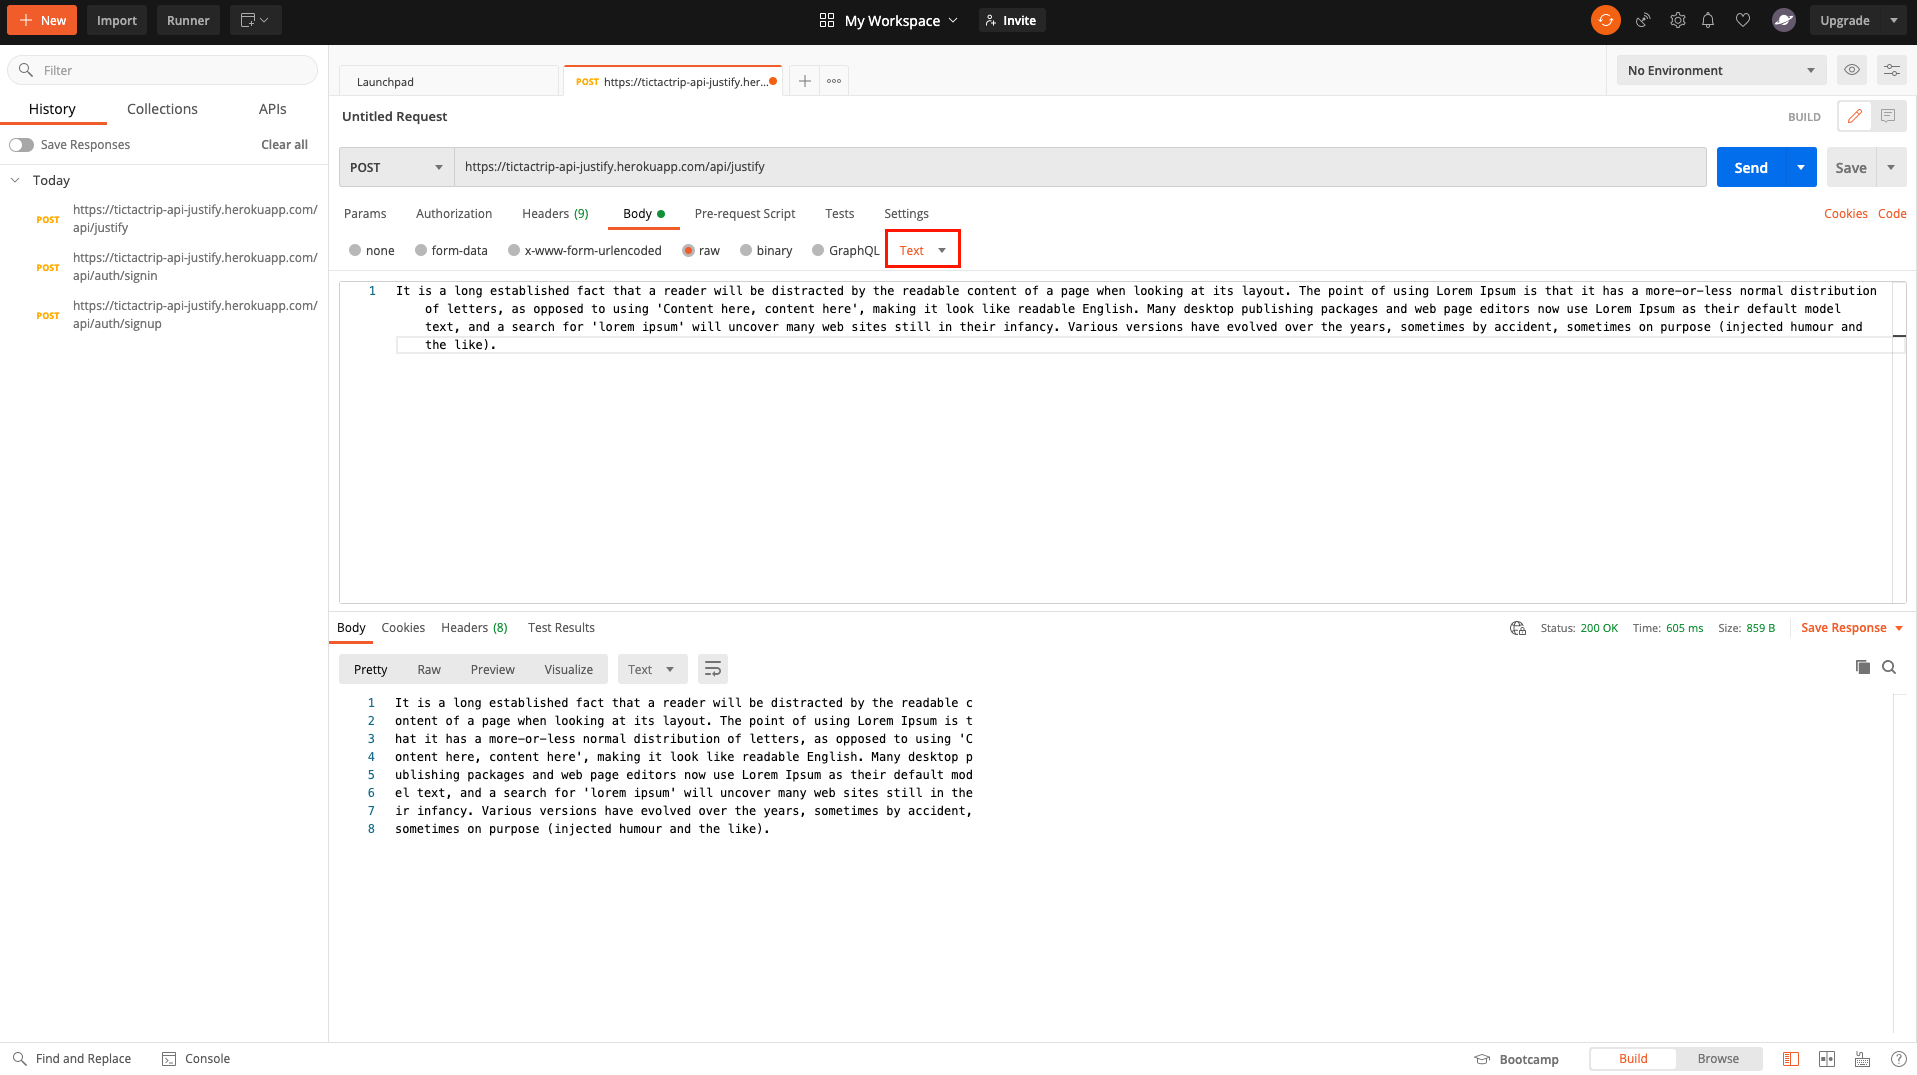 New
Import
Runner
My Workspace
Invite
Upgrade
Filter
History
Collections
APIs
Save Responses
Clear all
Today
POST
https://tictactrip-api-justify.herokuapp.com/
api/justify
POST
https://tictactrip-api-justify.herokuapp.com/
api/auth/signin
POST
https://tictactrip-api-justify.herokuapp.com/
api/auth/signup
Launchpad
POST https://tictactrip-api-justify.her...
No Environment
Untitled Request
BUILD
POST
https://tictactrip-api-justify.herokuapp.com/api/justify
Send
Save
Params
Authorization
Headers (9)
Body
Pre-request Script
Tests
Settings
Cookies
Code
none
form-data
x-www-form-urlencoded
raw
binary
GraphQL
Text
1 It is a long established fact that a reader will be distracted by the readable content of a page when looking at its layout. The point of using Lorem Ipsum is that it has a more-or-less normal distribution
of letters, as opposed to using 'Content here, content here', making it look like readable English. Many desktop publishing packages and web page editors now use Lorem Ipsum as their default model
text, and a search for 'lorem ipsum' will uncover many web sites still in their infancy. Various versions have evolved over the years, sometimes by accident, sometimes on purpose (injected humour and
the like).
Body
Cookies
Headers (8)
Test Results
Status: 200 OK
Time: 605 ms
Size: 859 B
Save Response
Pretty
Raw
Preview
Visualize
Text
1 It is a long established fact that a reader will be distracted by the readable c
2 ontent of a page when looking at its layout. The point of using Lorem Ipsum is t
3 hat it has a more-or-less normal distribution of letters, as opposed to using 'C
4 ontent here, content here', making it look like readable English. Many desktop p
5 ublishing packages and web page editors now use Lorem Ipsum as their default mod
6 el text, and a search for 'lorem ipsum' will uncover many web sites still in the
7 ir infancy. Various versions have evolved over the years, sometimes by accident,
8 sometimes on purpose (injected humour and the like).
Find and Replace
Console
Bootcamp
Build
Browse